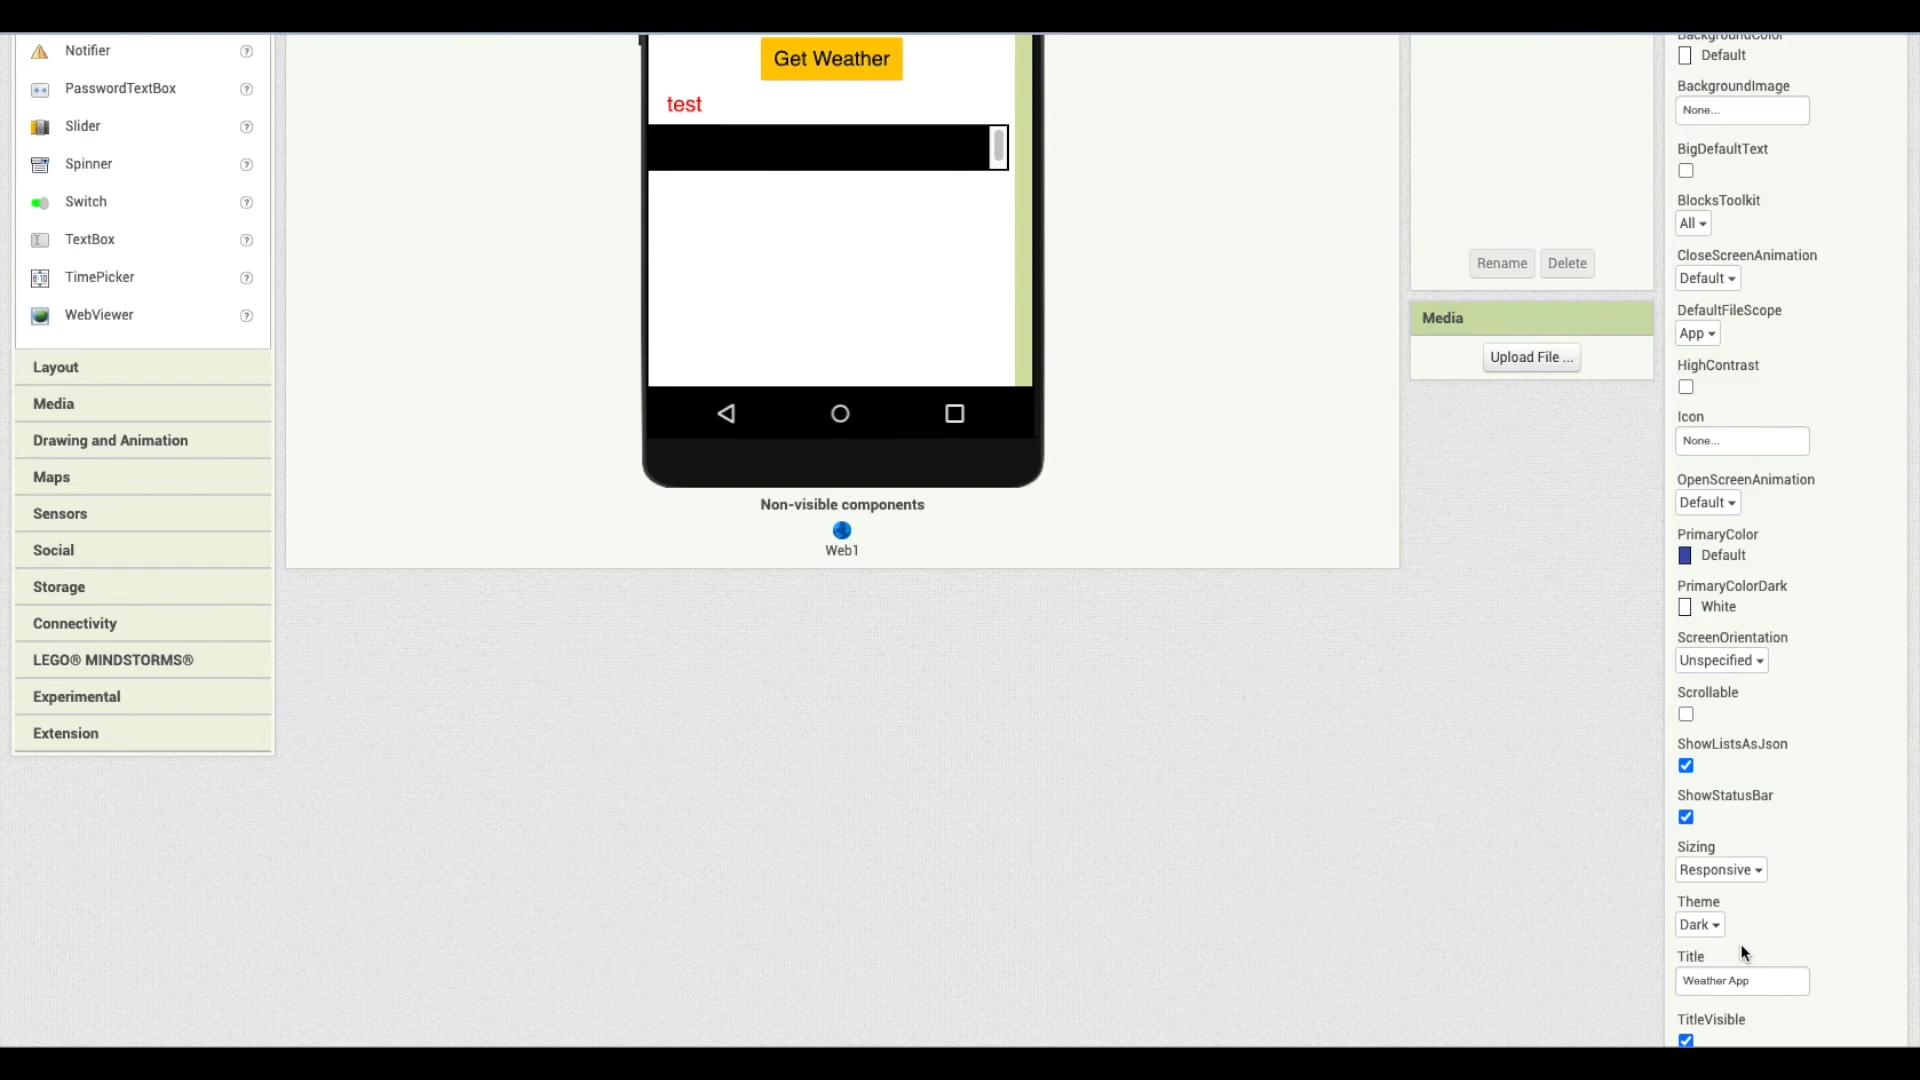 Notifier
PasswordTextBox
Slider
Spinner
Switch
TextBox
TimePicker
WebViewer
Layout
Media
Drawing and Animation
Maps
Sensors
Social
Storage
Connectivity
LEGO® MINDSTORMS®
Experimental
Extension
Get Weather
test
Non-visible components
Web1
Rename Delete
Media
Upload File ...
BackgroundColor
Default
BackgroundImage
None...
BigDefaultText
BlocksToolkit
All
CloseScreenAnimation
Default
DefaultFileScope
App
HighContrast
Icon
None...
OpenScreenAnimation
Default
PrimaryColor
Default
PrimaryColorDark
White
ScreenOrientation
Unspecified
Scrollable
ShowListsAsJson
ShowStatusBar
Sizing
Responsive
Theme
Dark
Title
Weather App
TitleVisible